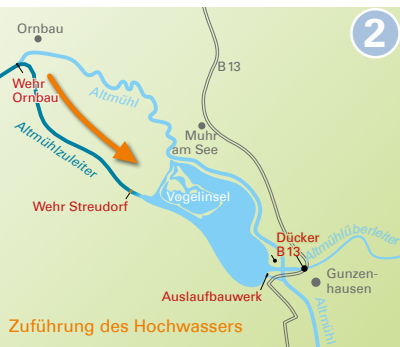 Ornbau
2
B 13
Wehr
Ornbau
Altmühl
Altmühlzuleiter
Muhr
am See
Wehr Streudorf
Vogelinsel
Dücker
B 13
Altmühlüberleiter
Gunzen-
hausen
Auslaufbauwerk
Altmühl
Zuführung des Hochwassers